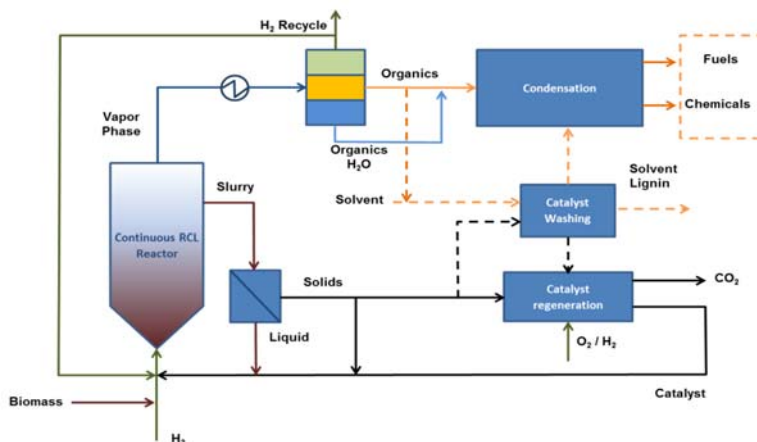 H2 Recycle
Organics
Fuels
Condensation
Chemicals
Vapor
Phase
Organics
H2O
Slurry
Solvent
Solvent
Lignin
Catalyst
Washing
Continuous RCL
Reactor
Solids
Catalyst
regeneration
CO2
Liquid
O2 / H2
Catalyst
Biomass
H2